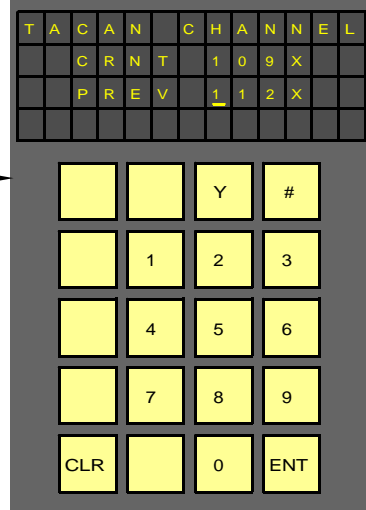 TACAN CHANNEL
CRNT 109X
PREV 112X
Y #
1 2 3
4 5 6
7 8 9
CLR 0 ENT